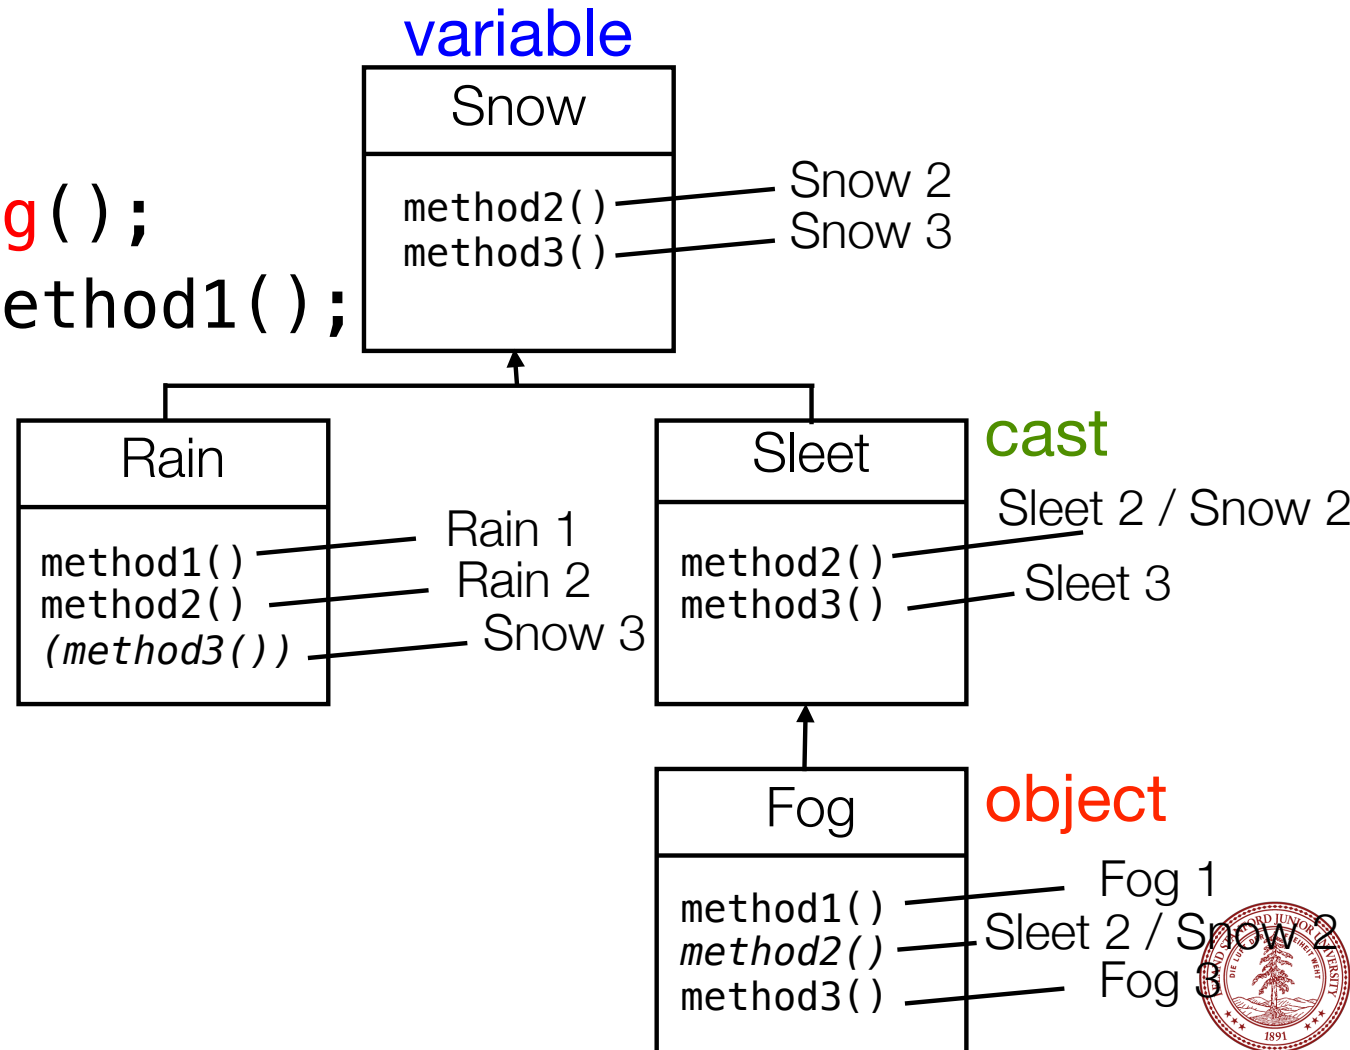 variable
Snow
method2()
method3()
Snow 2
Snow 3
g();
ethod1();
Rain
method1()
method2()
(method3())
Rain 1
Rain 2
Snow 3
Sleet
cast
method2()
method3()
Sleet 2 / Snow 2
Sleet 3
Fog
object
method1()
method2()
method3()
Fog 1
Sleet 2 / Snow 2
Fog 3
1891